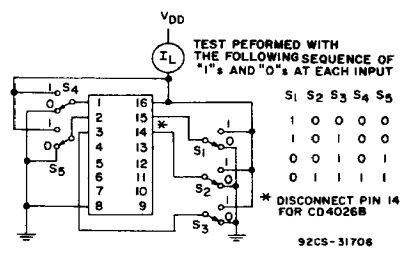 VDD
IL
TEST PEFORMED WITH
THE FOLLOWING SEQUENCE OF
"1"s AND "0"s AT EACH INPUT
S1 S2 S3 S4 S5
1 0 0 0 0
1 0 1 0 0
0 0 1 0 1
0 1 1 1 1
* DISCONNECT PIN 14
FOR CD4026B
92CS-31706
1 S4
0
1
0
S5
1 16
2 15
3 14 *
4 13
5 12
6 11
7 10
8 9
1
S1 0
1
S2 0
1
S3 0